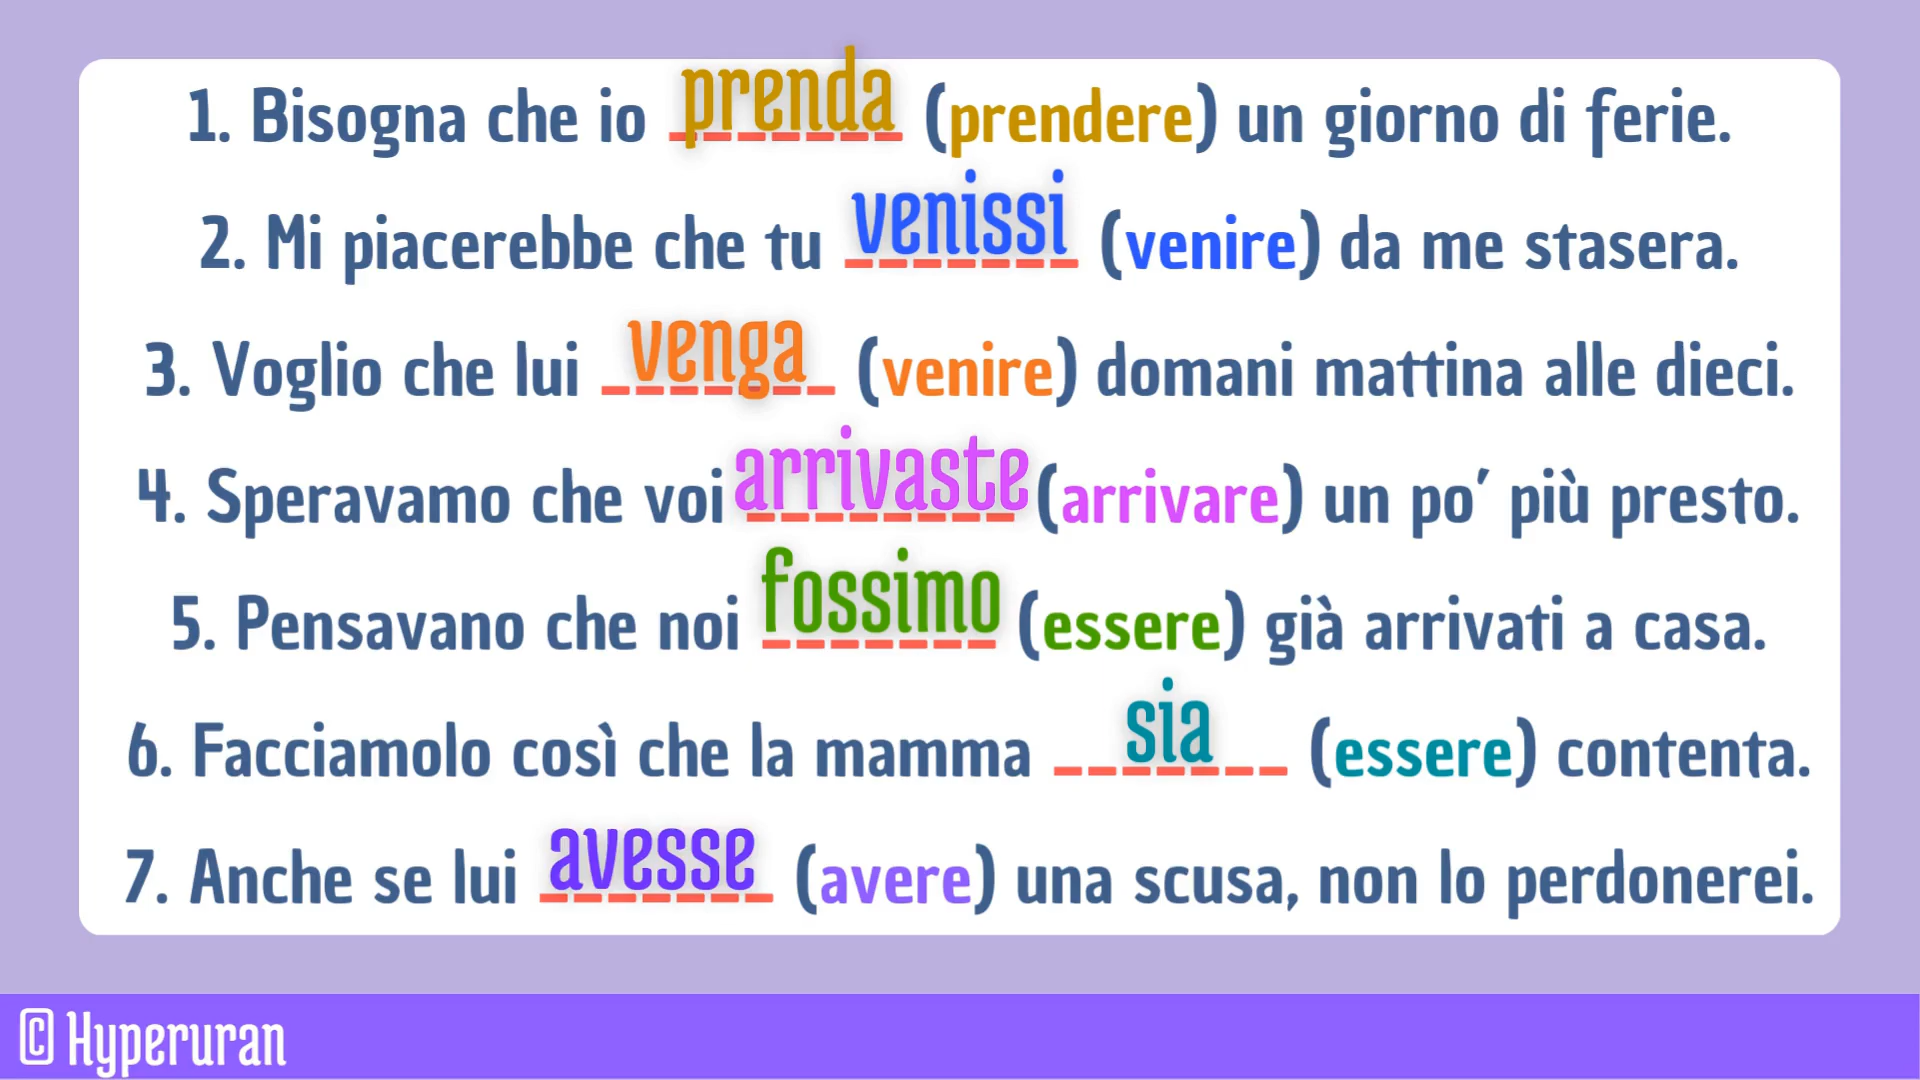 1. Bisogna che io prenda (prendere) un giorno di ferie.
2. Mi piacerebbe che tu venissi (venire) da me stasera.
3. Voglio che lui venga (venire) domani mattina alle dieci.
4. Speravamo che voi arrivaste (arrivare) un po’ più presto.
5. Pensavano che noi fossimo (essere) già arrivati a casa.
6. Facciamolo così che la mamma sia (essere) contenta.
7. Anche se lui avesse (avere) una scusa, non lo perdonerei.
© Hyperuran